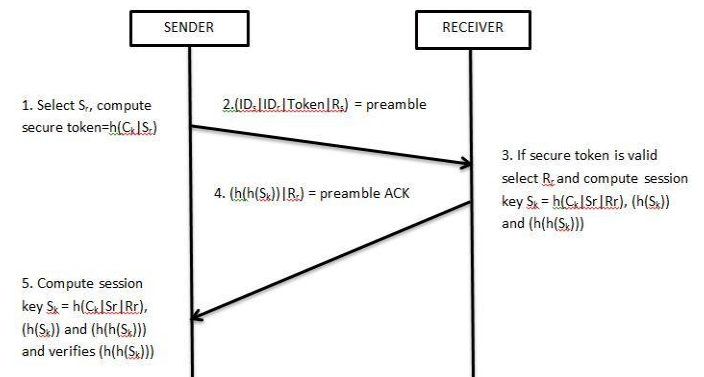 SENDER
RECEIVER
1. Select Sr, compute
secure token=h(Ck|Sr)
2.(IDs|IDr|Token|Rs) = preamble
3. If secure token is valid
select Rr and compute session
key Sk = h(Ck|Sr|Rr), (h(Sk))
and (h(h(Sk)))
4. (h(h(Sk))|Rr) = preamble ACK
5. Compute session
key Sk = h(Ck|Sr|Rr),
(h(Sk)) and (h(h(Sk)))
and verifies (h(h(Sk)))